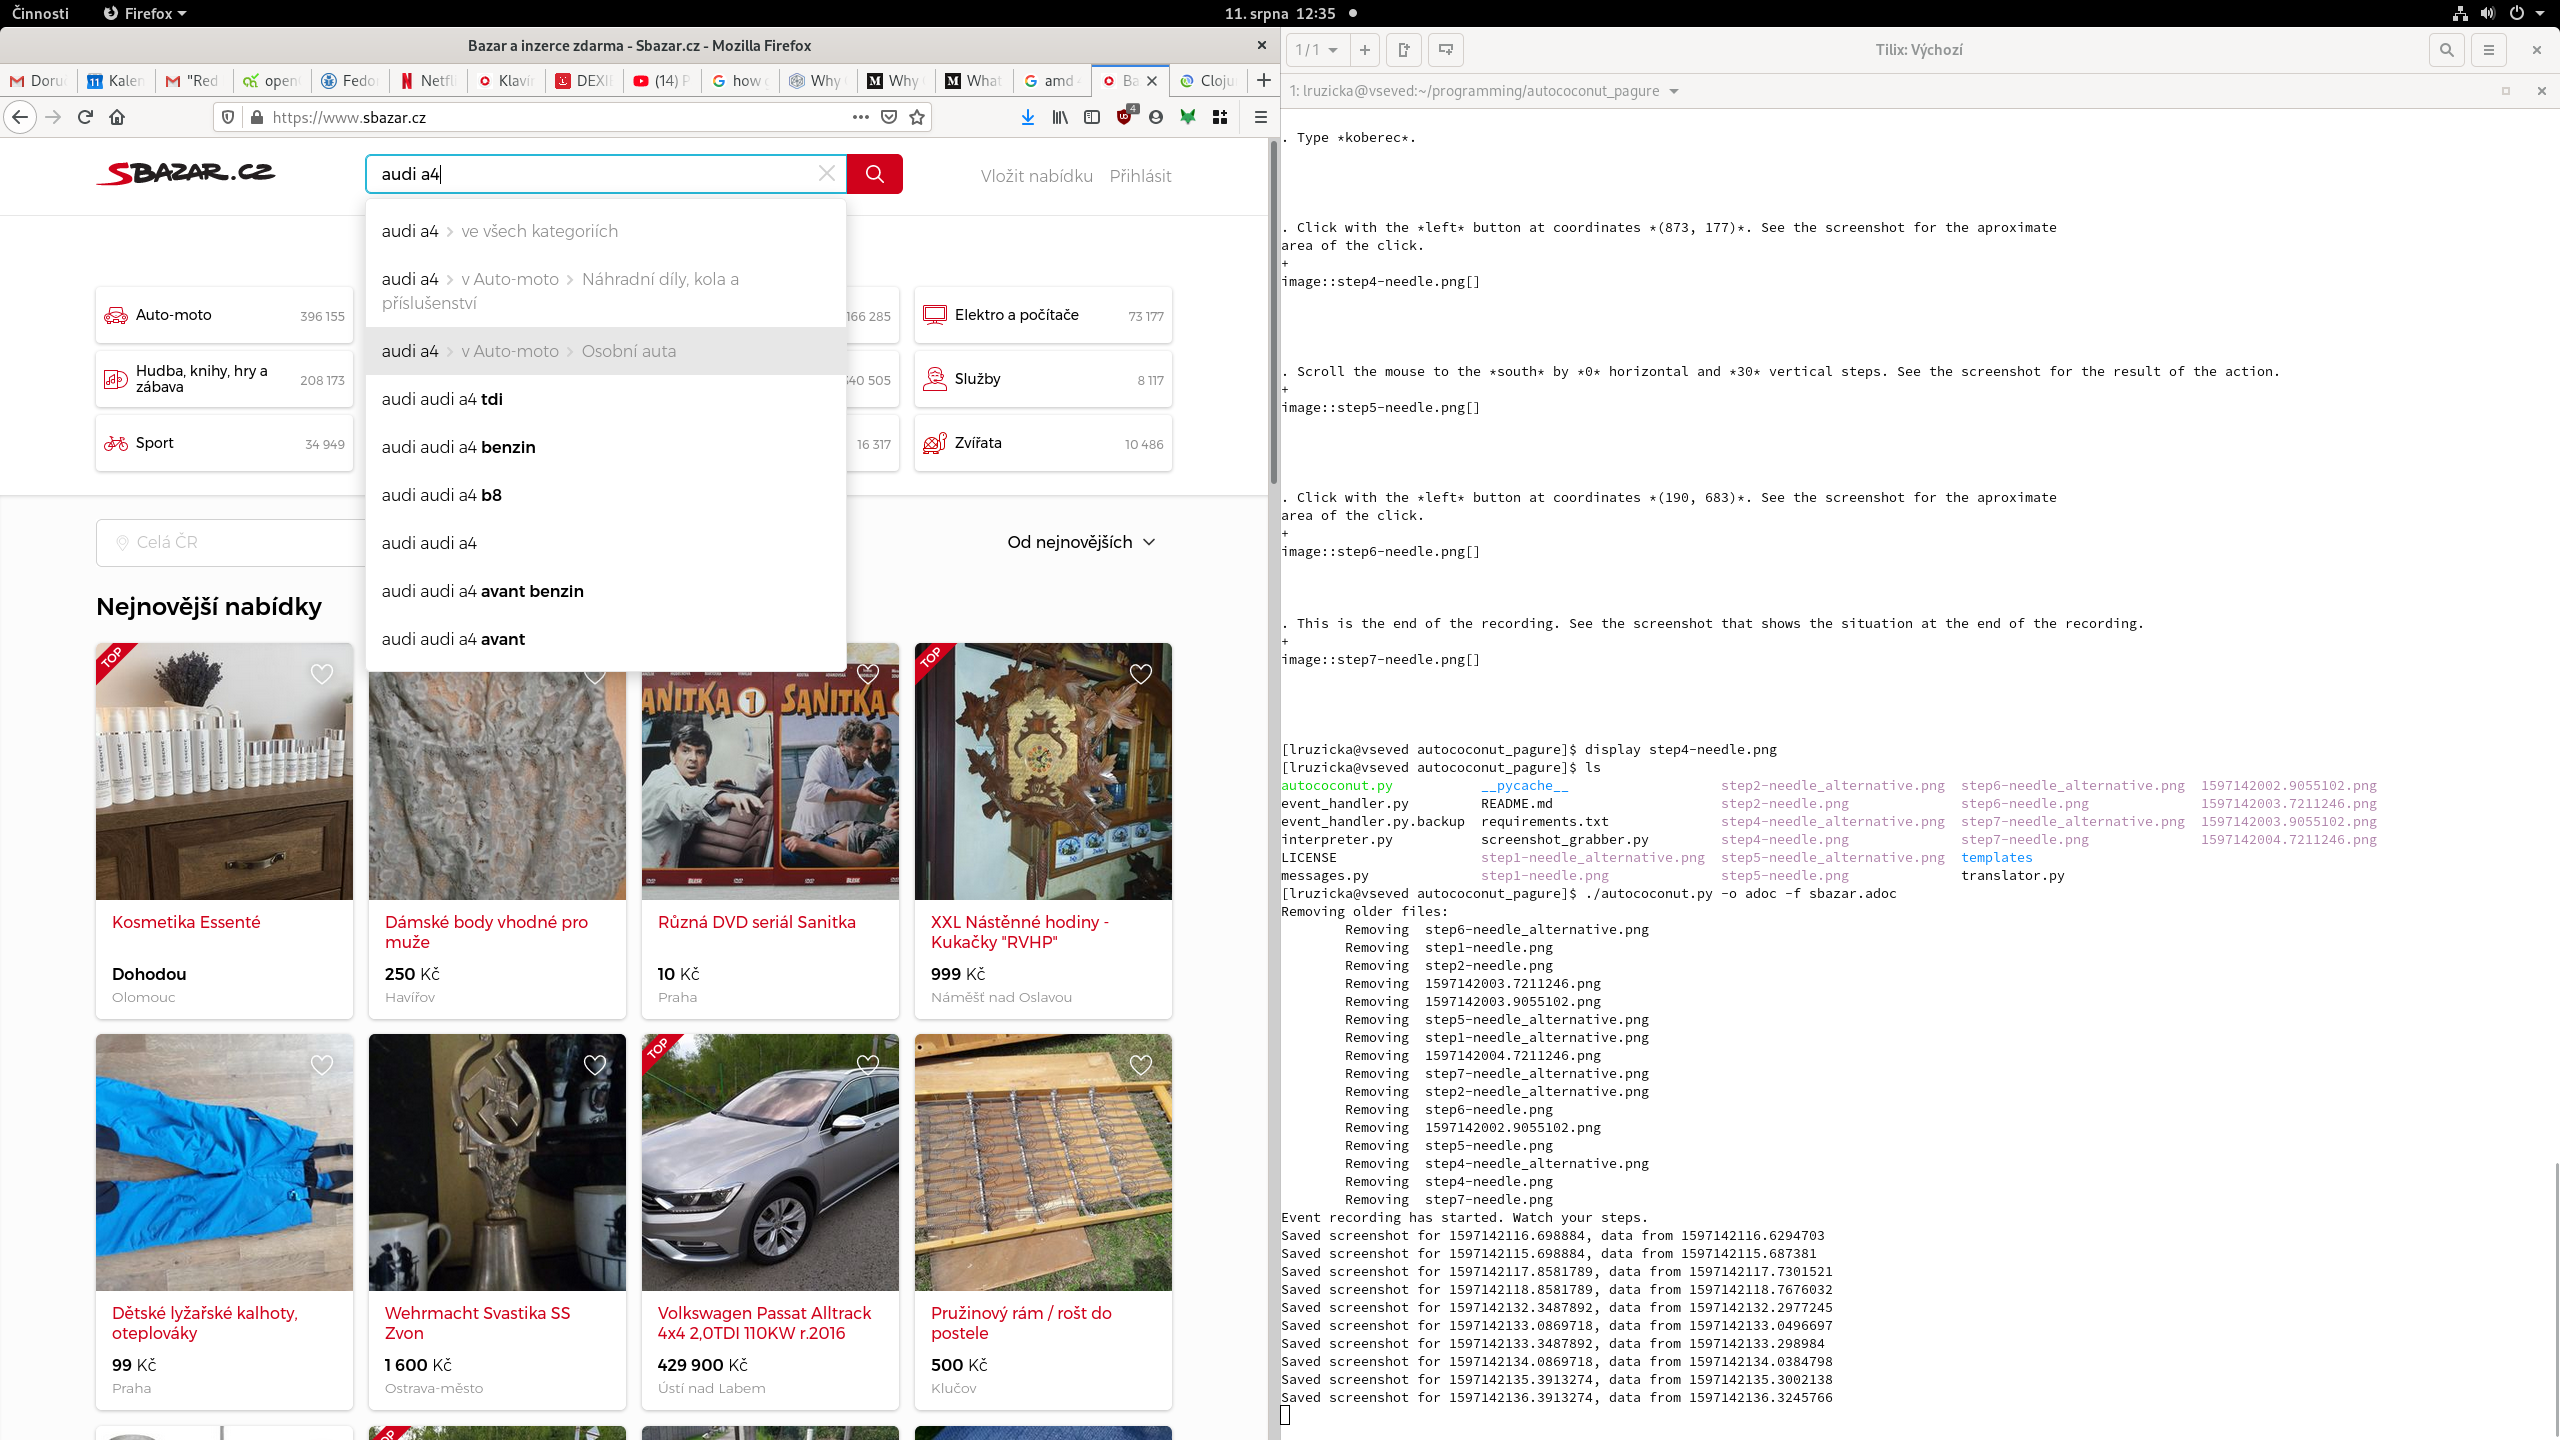 Činnosti
Firefox
11. srpna 12:35
Bazar a inzerce zdarma - Sbazar.cz - Mozilla Firefox
Doru
Kalen
"Red
open
Fedo
Netfl
Klavír
DEXI
(14) P
how
Why
Why
What
amd
Ba
Cloju
https://www.sbazar.cz
4
SBAZAR.CZ
audi a4
Vložit nabídku
Přihlásit
audi a4 > ve všech kategoriích
audi a4 > v Auto-moto > Náhradní díly, kola a
příslušenství
audi a4 > v Auto-moto > Osobní auta
audi audi a4 tdi
audi audi a4 benzin
audi audi a4 b8
audi audi a4
audi audi a4 avant benzin
audi audi a4 avant
Auto-moto 396 155
166 285
Elektro a počítače 73 177
Hudba, knihy, hry a
zábava 208 173
340 505
Služby 8 117
Sport 34 949
16 317
Zvířata 10 486
Celá ČR
Od nejnovějších
Nejnovější nabídky
TOP
SANITKA 1
SANITKA
TOP
Kosmetika Essenté
Dohodou
Olomouc
Dámské body vhodné pro
muže
250 Kč
Havířov
Různá DVD seriál Sanitka
10 Kč
Praha
XXL Nástěnné hodiny -
Kukačky "RVHP"
999 Kč
Náměšť nad Oslavou
TOP
Dětské lyžařské kalhoty,
oteplováky
99 Kč
Praha
Wehrmacht Svastika SS
Zvon
1 600 Kč
Ostrava-město
Volkswagen Passat Alltrack
4x4 2,0TDI 110KW r.2016
429 900 Kč
Ústí nad Labem
Pružinový rám / rošt do
postele
500 Kč
Klučov
1 / 1
Tilix: Výchozí
1: lruzicka@vseved:~/programming/autococonut_pagure
. Type *koberec*.
. Click with the *left* button at coordinates *(873, 177)*. See the screenshot for the aproximate
area of the click.
+
image::step4-needle.png[]
. Scroll the mouse to the *south* by *0* horizontal and *30* vertical steps. See the screenshot for the result of the action.
+
image::step5-needle.png[]
. Click with the *left* button at coordinates *(190, 683)*. See the screenshot for the aproximate
area of the click.
+
image::step6-needle.png[]
. This is the end of the recording. See the screenshot that shows the situation at the end of the recording.
+
image::step7-needle.png[]
[lruzicka@vseved autococonut_pagure]$ display step4-needle.png
[lruzicka@vseved autococonut_pagure]$ ls
autococonut.py __pycache__ step2-needle_alternative.png step6-needle_alternative.png 1597142002.9055102.png
event_handler.py README.md step2-needle.png step6-needle.png 1597142003.7211246.png
event_handler.py.backup requirements.txt step4-needle_alternative.png step7-needle_alternative.png 1597142003.9055102.png
interpreter.py screenshot_grabber.py step4-needle.png step7-needle.png 1597142004.7211246.png
LICENSE step1-needle_alternative.png step5-needle_alternative.png templates
messages.py step1-needle.png step5-needle.png translator.py
[lruzicka@vseved autococonut_pagure]$ ./autococonut.py -o adoc -f sbazar.adoc
Removing older files:
Removing step6-needle_alternative.png
Removing step1-needle.png
Removing step2-needle.png
Removing 1597142003.7211246.png
Removing 1597142003.9055102.png
Removing step5-needle_alternative.png
Removing step1-needle_alternative.png
Removing 1597142004.7211246.png
Removing step7-needle_alternative.png
Removing step2-needle_alternative.png
Removing step6-needle.png
Removing 1597142002.9055102.png
Removing step5-needle.png
Removing step4-needle_alternative.png
Removing step4-needle.png
Removing step7-needle.png
Event recording has started. Watch your steps.
Saved screenshot for 1597142116.698884, data from 1597142116.6294703
Saved screenshot for 1597142115.698884, data from 1597142115.687381
Saved screenshot for 1597142117.8581789, data from 1597142117.7301521
Saved screenshot for 1597142118.8581789, data from 1597142118.7676032
Saved screenshot for 1597142132.3487892, data from 1597142132.2977245
Saved screenshot for 1597142133.0869718, data from 1597142133.0496697
Saved screenshot for 1597142133.3487892, data from 1597142133.298984
Saved screenshot for 1597142134.0869718, data from 1597142134.0384798
Saved screenshot for 1597142135.3913274, data from 1597142135.3002138
Saved screenshot for 1597142136.3913274, data from 1597142136.3245766